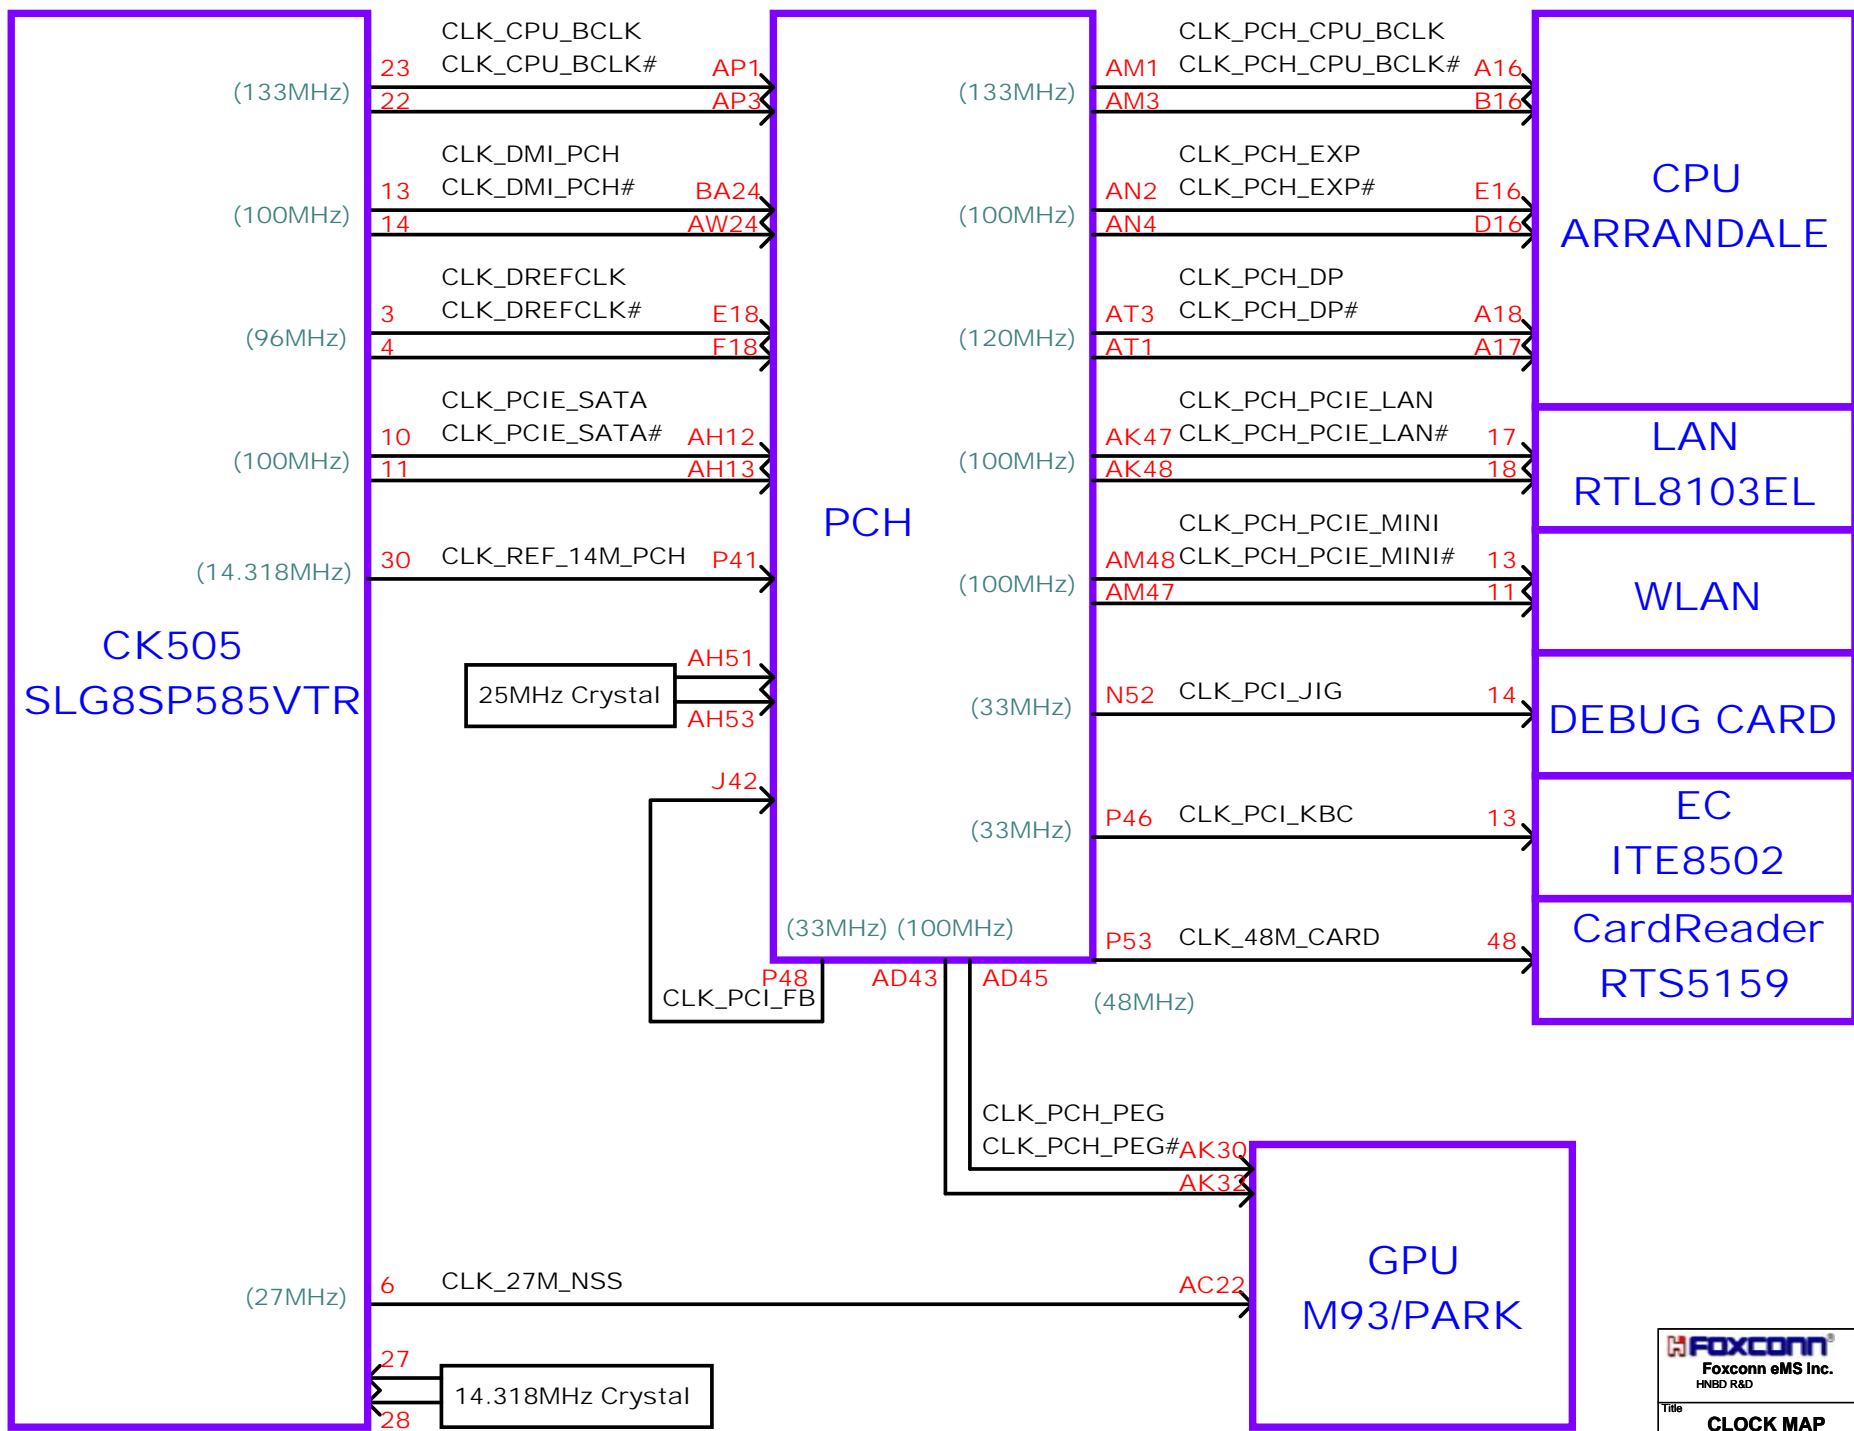 CLK_CPU_BCLK
CLK_CPU_BCLK#
23
AP1
(133MHz)
22
AP3
CLK_DMI_PCH
CLK_DMI_PCH#
13
BA24
(100MHz)
14
AW24
CLK_DREFCLK
CLK_DREFCLK#
3
E18
(96MHz)
4
F18
CLK_PCIE_SATA
CLK_PCIE_SATA#
10
AH12
(100MHz)
11
AH13
30
CLK_REF_14M_PCH
P41
(14.318MHz)
CK505
SLG8SP585VTR
AH51
25MHz Crystal
AH53
J42
PCH
CLK_PCH_CPU_BCLK
CLK_PCH_CPU_BCLK#
AM1
A16
(133MHz)
AM3
B16
CLK_PCH_EXP
CLK_PCH_EXP#
AN2
E16
(100MHz)
AN4
D16
CLK_PCH_DP
CLK_PCH_DP#
AT3
A18
(120MHz)
AT1
A17
CPU
ARRANDALE
CLK_PCH_PCIE_LAN
CLK_PCH_PCIE_LAN#
AK47
17
(100MHz)
AK48
18
LAN
RTL8103EL
CLK_PCH_PCIE_MINI
CLK_PCH_PCIE_MINI#
AM48
13
(100MHz)
AM47
11
WLAN
N52
CLK_PCI_JIG
14
(33MHz)
DEBUG CARD
P46
CLK_PCI_KBC
13
(33MHz)
EC
ITE8502
(33MHz)
(100MHz)
P53
CLK_48M_CARD
48
(48MHz)
CardReader
RTS5159
P48
CLK_PCI_FB
AD43
AD45
CLK_PCH_PEG
CLK_PCH_PEG#
AK30
AK32
6
CLK_27M_NSS
AC22
(27MHz)
GPU
M93/PARK
27
14.318MHz Crystal
28
FOXCONN®
Foxconn eMS Inc.
HNBD R&D
Title
CLOCK MAP